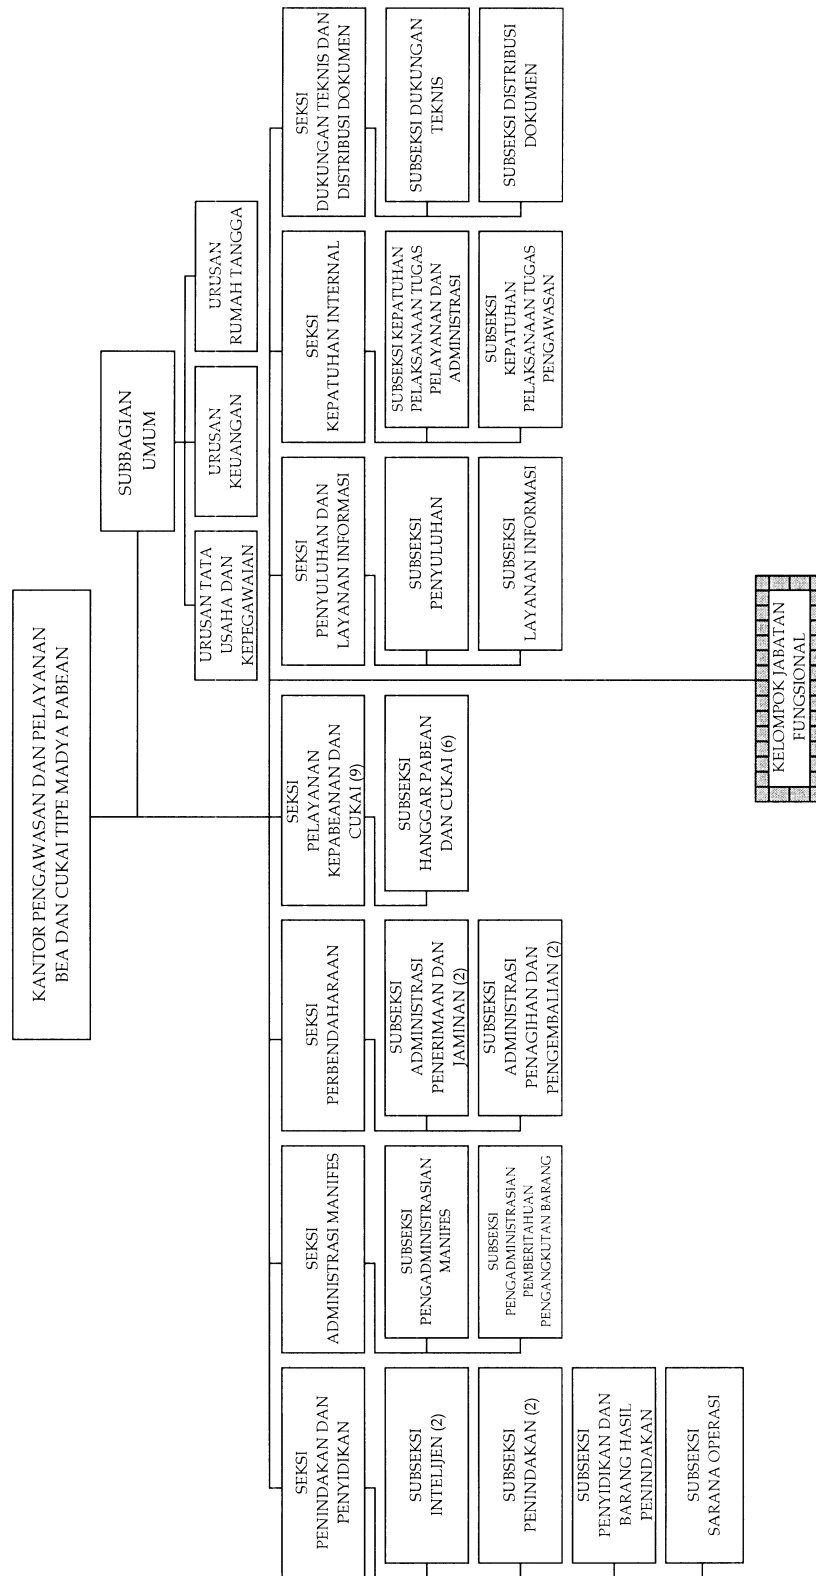 KANTOR PENGAWASAN DAN PELAYANAN
BEA DAN CUKAI TIPE MADYA PABEAN
SUBBAGIAN
UMUM
URUSAN TATA
USAHA DAN
KEPEGAWAIAN
URUSAN
KEUANGAN
URUSAN
RUMAH TANGGA
SEKSI
PENINDAKAN DAN
PENYIDIKAN
SUBSEKSI
INTELIJEN (2)
SUBSEKSI
PENINDAKAN (2)
SUBSEKSI
PENYIDIKAN DAN
BARANG HASIL
PENINDAKAN
SUBSEKSI
SARANA OPERASI
SEKSI
ADMINISTRASI MANIFES
SUBSEKSI
PENGADMINISTRASIAN
MANIFES
SUBSEKSI
PENGADMINISTRASIAN
PEMBERITAHUAN
PENGANGKUTAN BARANG
SEKSI
PERBENDAHARAAN
SUBSEKSI
ADMINISTRASI
PENERIMAAN DAN
JAMINAN (2)
SUBSEKSI
ADMINISTRASI
PENAGIHAN DAN
PENGEMBALIAN (2)
SEKSI
PELAYANAN
KEPABEANAN DAN
CUKAI (9)
SUBSEKSI
HANGGAR PABEAN
DAN CUKAI (6)
SEKSI
PENYULUHAN DAN
LAYANAN INFORMASI
SUBSEKSI
PENYULUHAN
SUBSEKSI
LAYANAN INFORMASI
SEKSI
KEPATUHAN INTERNAL
SUBSEKSI KEPATUHAN
PELAKSANAAN TUGAS
PELAYANAN DAN
ADMINISTRASI
SUBSEKSI
KEPATUHAN
PELAKSANAAN TUGAS
PENGAWASAN
SEKSI
DUKUNGAN TEKNIS DAN
DISTRIBUSI DOKUMEN
SUBSEKSI DUKUNGAN
TEKNIS
SUBSEKSI DISTRIBUSI
DOKUMEN
KELOMPOK JABATAN
FUNGSIONAL